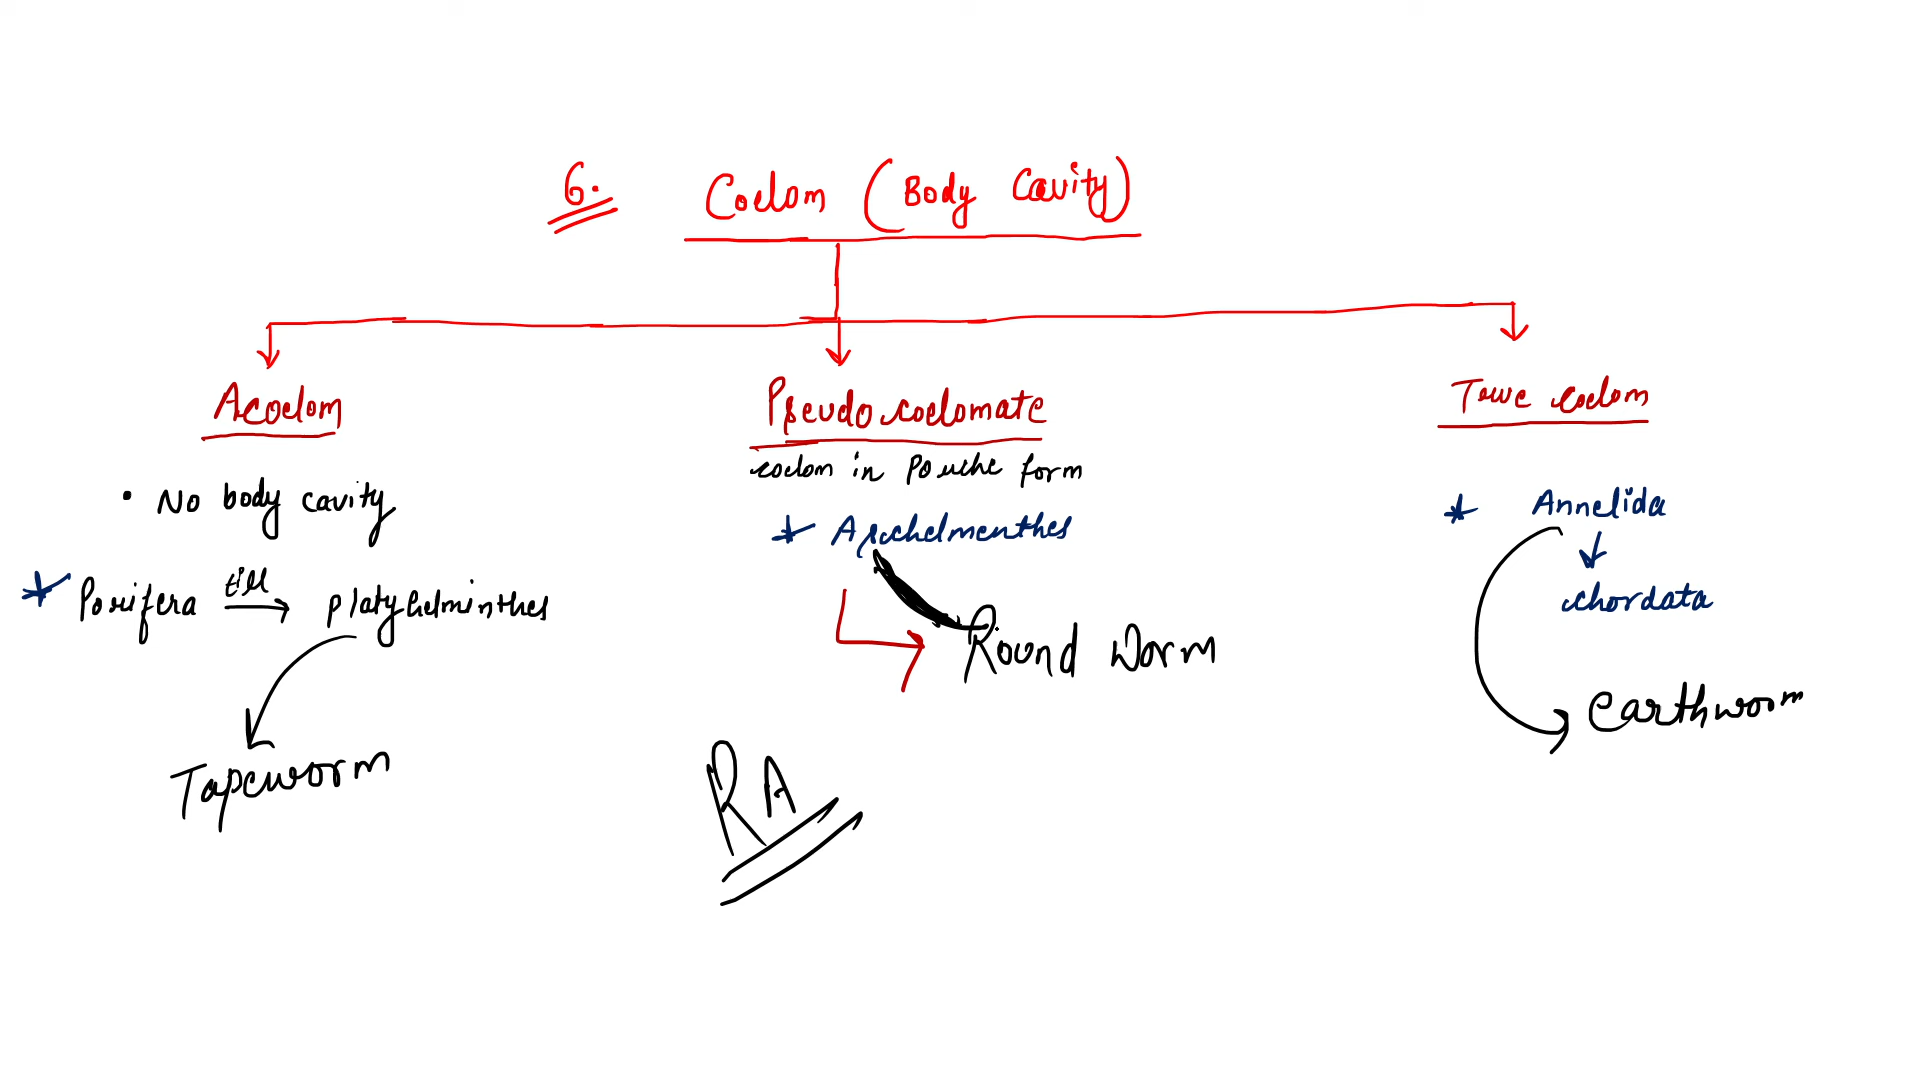 6. Coelom (Body Cavity)
Acoelom
• No body cavity
* Porifera till → platyhelminthes
Tapeworm
Pseudocoelomate
coelom in Pouche form
* Aschelmenthes
Round Worm
True coelom
* Annelida
↓
chordata
earthworm
RA